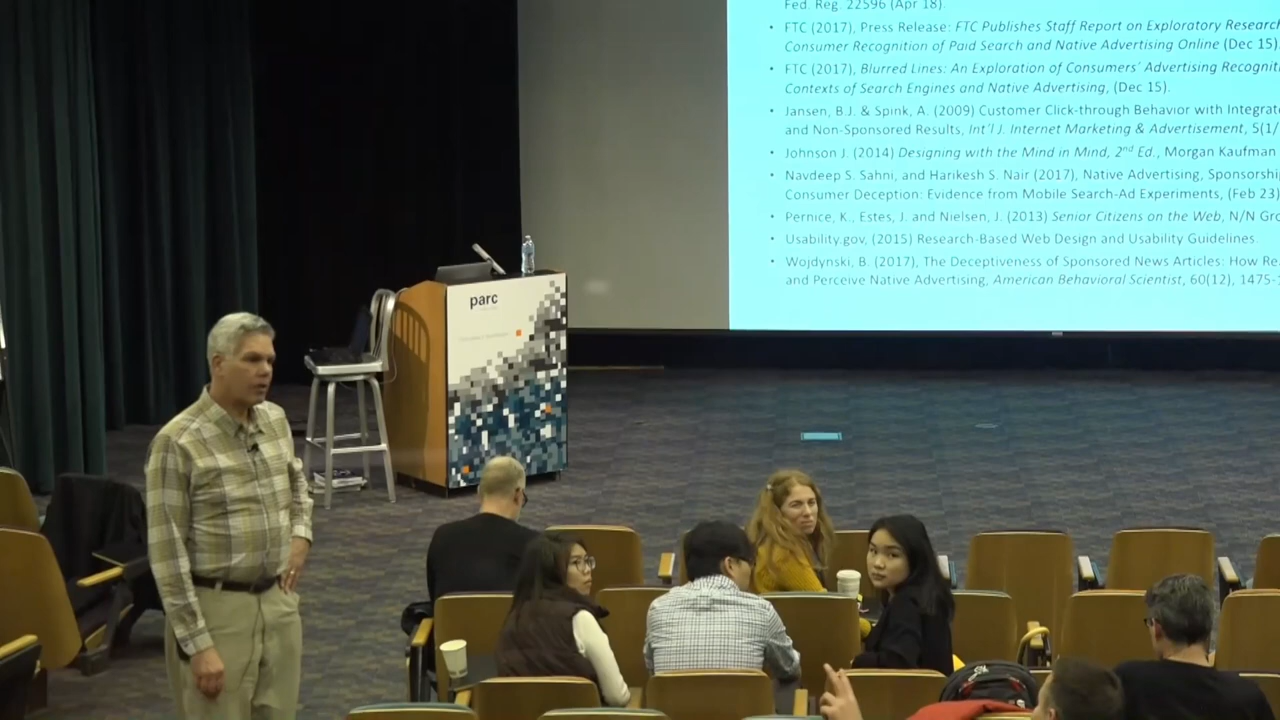 Fed. Reg. 22596 (Apr 18).
• FTC (2017), Press Release: FTC Publishes Staff Report on Exploratory Research
Consumer Recognition of Paid Search and Native Advertising Online (Dec 15)
• FTC (2017), Blurred Lines: An Exploration of Consumers' Advertising Recogniti
Contexts of Search Engines and Native Advertising, (Dec 15).
• Jansen, B.J. & Spink, A. (2009) Customer Click-through Behavior with Integrat
and Non-Sponsored Results, Int'l J. Internet Marketing & Advertisement, 5(1/
• Johnson J. (2014) Designing with the Mind in Mind, 2nd Ed., Morgan Kaufman
• Navdeep S. Sahni, and Harikesh S. Nair (2017), Native Advertising, Sponsorshi
Consumer Deception: Evidence from Mobile Search-Ad Experiments, (Feb 23)
• Pernice, K., Estes, J. and Nielsen, J. (2013) Senior Citizens on the Web, N/N Gro
• Usability.gov, (2015) Research-Based Web Design and Usability Guidelines.
• Wojdynski, B. (2017), The Deceptiveness of Sponsored News Articles: How Re
and Perceive Native Advertising, American Behavioral Scientist, 60(12), 1475-
parc